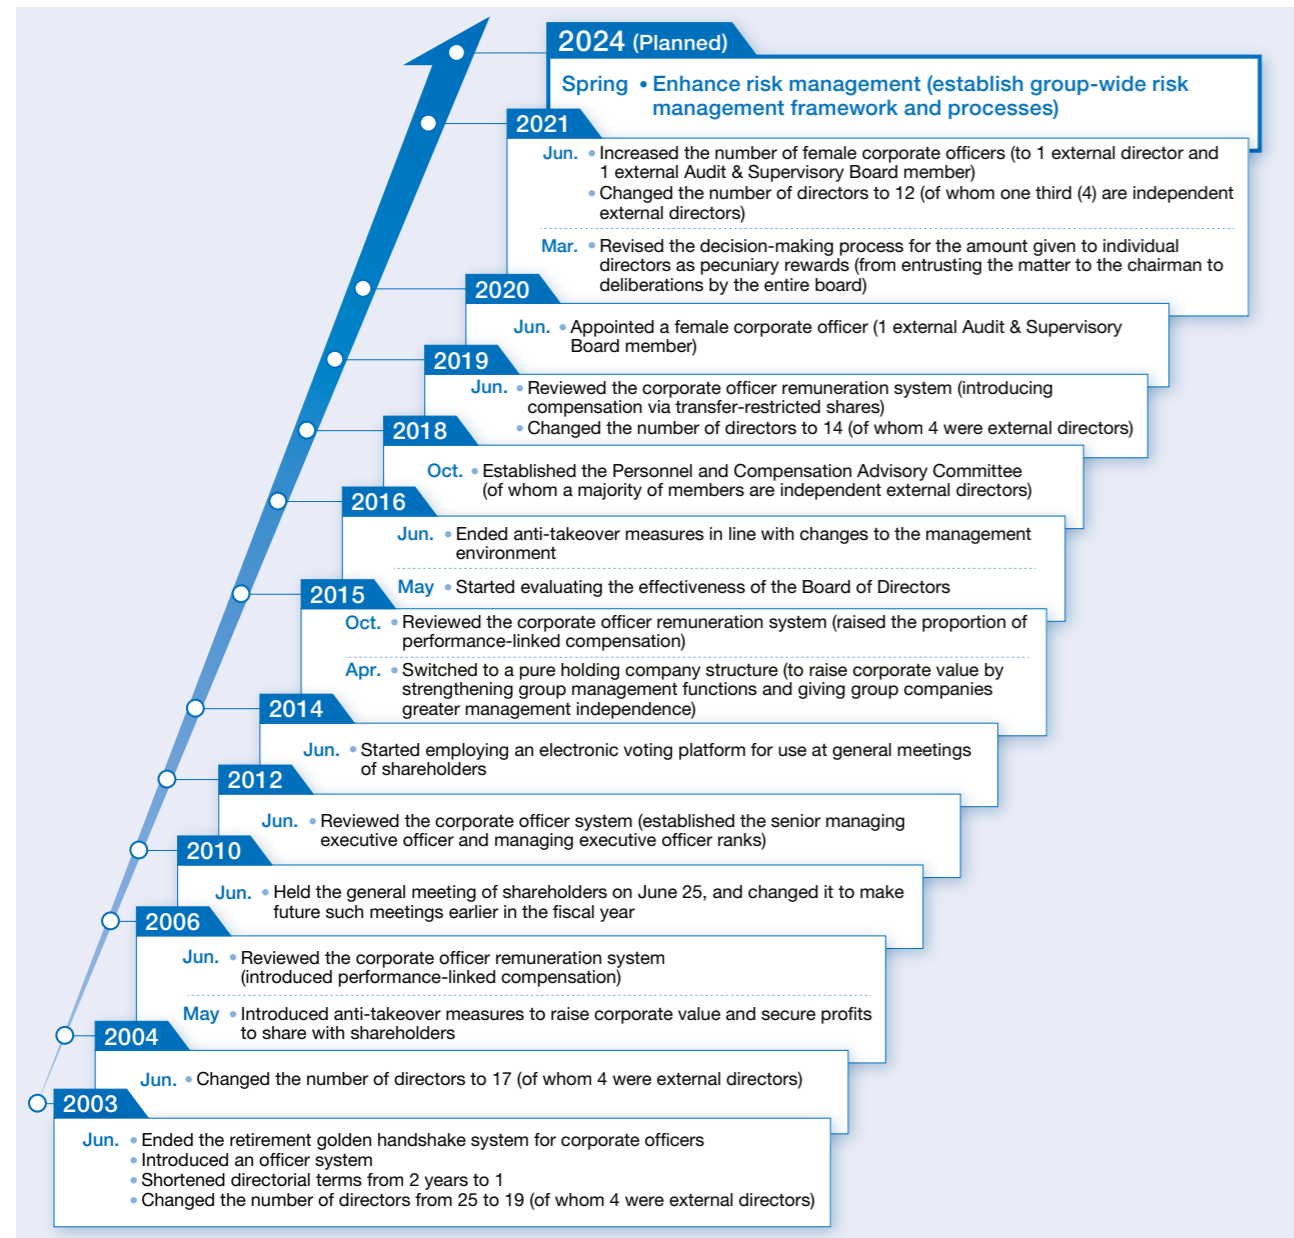 2024 (Planned)
Spring • Enhance risk management (establish group-wide risk
management framework and processes)
2021
Jun. • Increased the number of female corporate officers (to 1 external director and
1 external Audit & Supervisory Board member)
• Changed the number of directors to 12 (of whom one third (4) are independent
external directors)
Mar. • Revised the decision-making process for the amount given to individual
directors as pecuniary rewards (from entrusting the matter to the chairman to
deliberations by the entire board)
2020
Jun. • Appointed a female corporate officer (1 external Audit & Supervisory
Board member)
2019
Jun. • Reviewed the corporate officer remuneration system (introducing
compensation via transfer-restricted shares)
• Changed the number of directors to 14 (of whom 4 were external directors)
2018
Oct. • Established the Personnel and Compensation Advisory Committee
(of whom a majority of members are independent external directors)
2016
Jun. • Ended anti-takeover measures in line with changes to the management
environment
May • Started evaluating the effectiveness of the Board of Directors
2015
Oct. • Reviewed the corporate officer remuneration system (raised the proportion of
performance-linked compensation)
Apr. • Switched to a pure holding company structure (to raise corporate value by
strengthening group management functions and giving group companies
greater management independence)
2014
Jun. • Started employing an electronic voting platform for use at general meetings
of shareholders
2012
Jun. • Reviewed the corporate officer system (established the senior managing
executive officer and managing executive officer ranks)
2010
Jun. • Held the general meeting of shareholders on June 25, and changed it to make
future such meetings earlier in the fiscal year
2006
Jun. • Reviewed the corporate officer remuneration system
(introduced performance-linked compensation)
May • Introduced anti-takeover measures to raise corporate value and secure profits
to share with shareholders
2004
Jun. • Changed the number of directors to 17 (of whom 4 were external directors)
2003
Jun. • Ended the retirement golden handshake system for corporate officers
• Introduced an officer system
• Shortened directorial terms from 2 years to 1
• Changed the number of directors from 25 to 19 (of whom 4 were external directors)